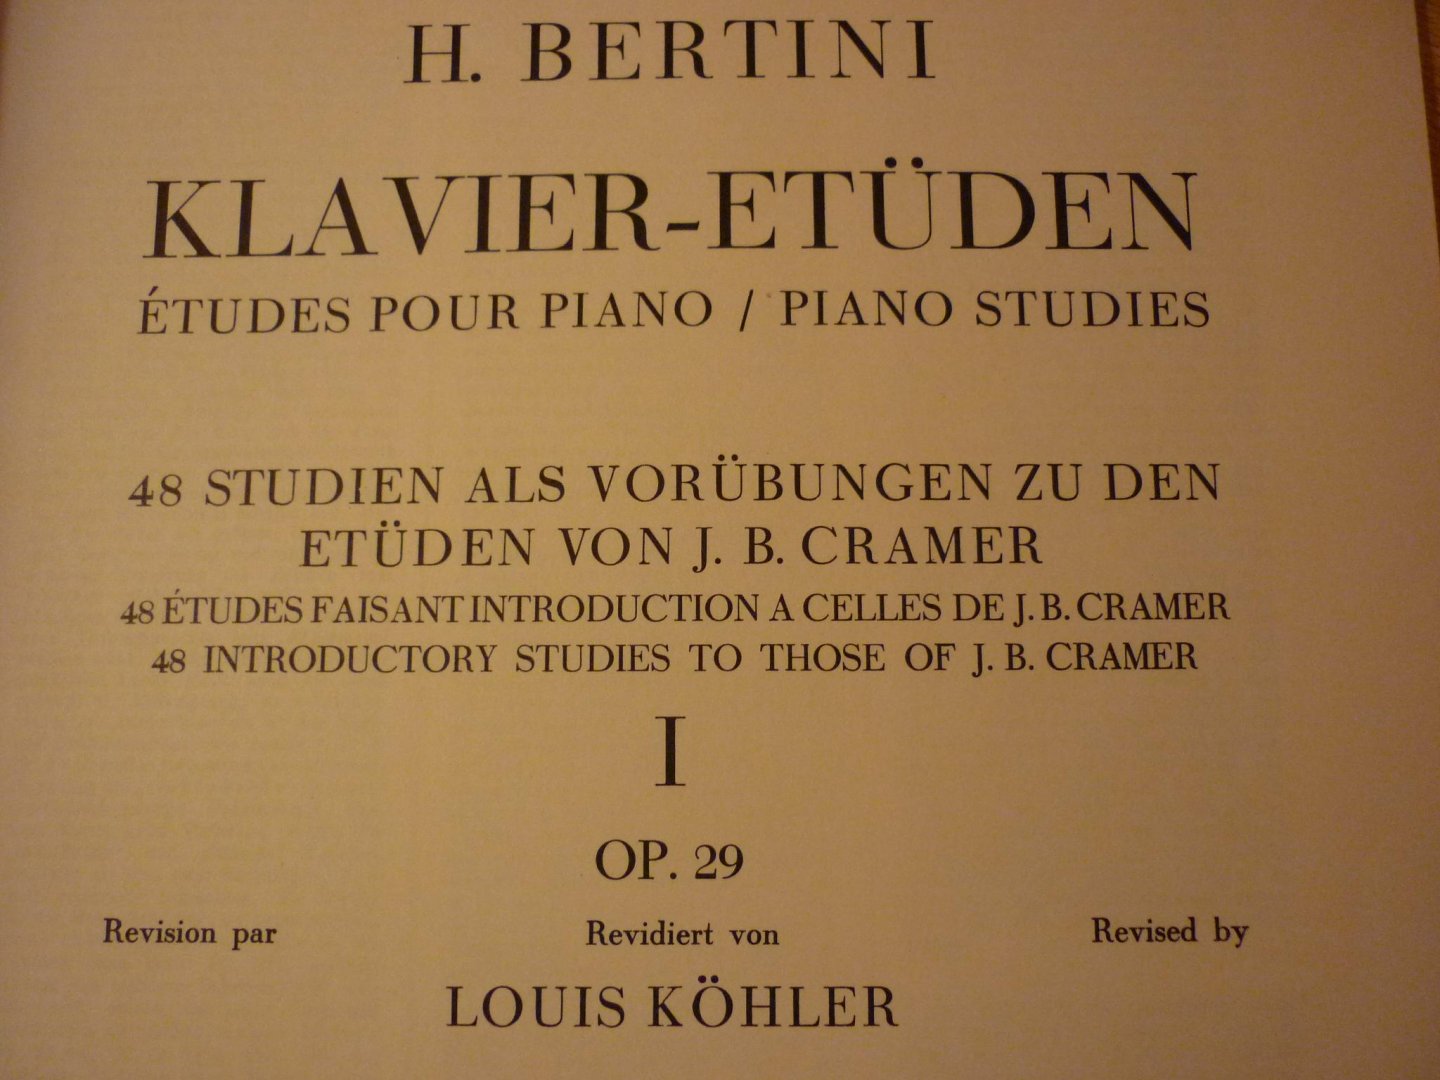 H. BERTINI
KLAVIER-ETÜDEN
ÉTUDES POUR PIANO / PIANO STUDIES
48 STUDIEN ALS VORÜBUNGEN ZU DEN
ETÜDEN VON J. B. CRAMER
48 ÉTUDES FAISANT INTRODUCTION A CELLES DE J. B. CRAMER
48 INTRODUCTORY STUDIES TO THOSE OF J. B. CRAMER
I
OP. 29
Revision par Revidiert von Revised by
LOUIS KÖHLER